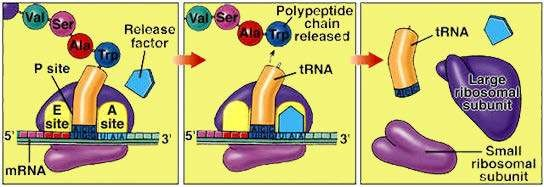 Val
Ser
Ala
Trp
Release
factor
P site
E
site
A
site
5'
3'
mRNA
Val
Ser
Ala
Trp
Polypeptide
chain
released
tRNA
5'
3'
tRNA
Large
ribosomal
subunit
Small
ribosomal
subunit